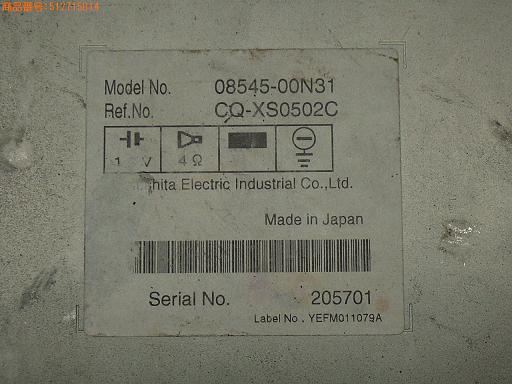 商品番号:512715014
Model No. 08545-00N31
Ref.No. CQ-XS0502C
1 V 4Ω
hita Electric Industrial Co.,Ltd.
Made in Japan
Serial No. 205701
Label No. YEFM011079A